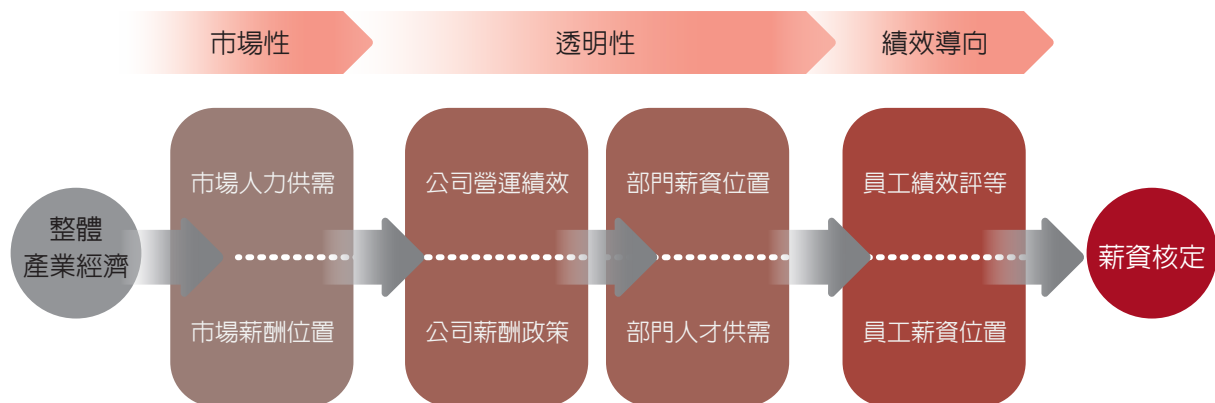 市場性
透明性
績效導向
整體
產業經濟
市場人力供需
市場薪酬位置
公司營運績效
公司薪酬政策
部門薪資位置
部門人才供需
員工績效評等
員工薪資位置
薪資核定